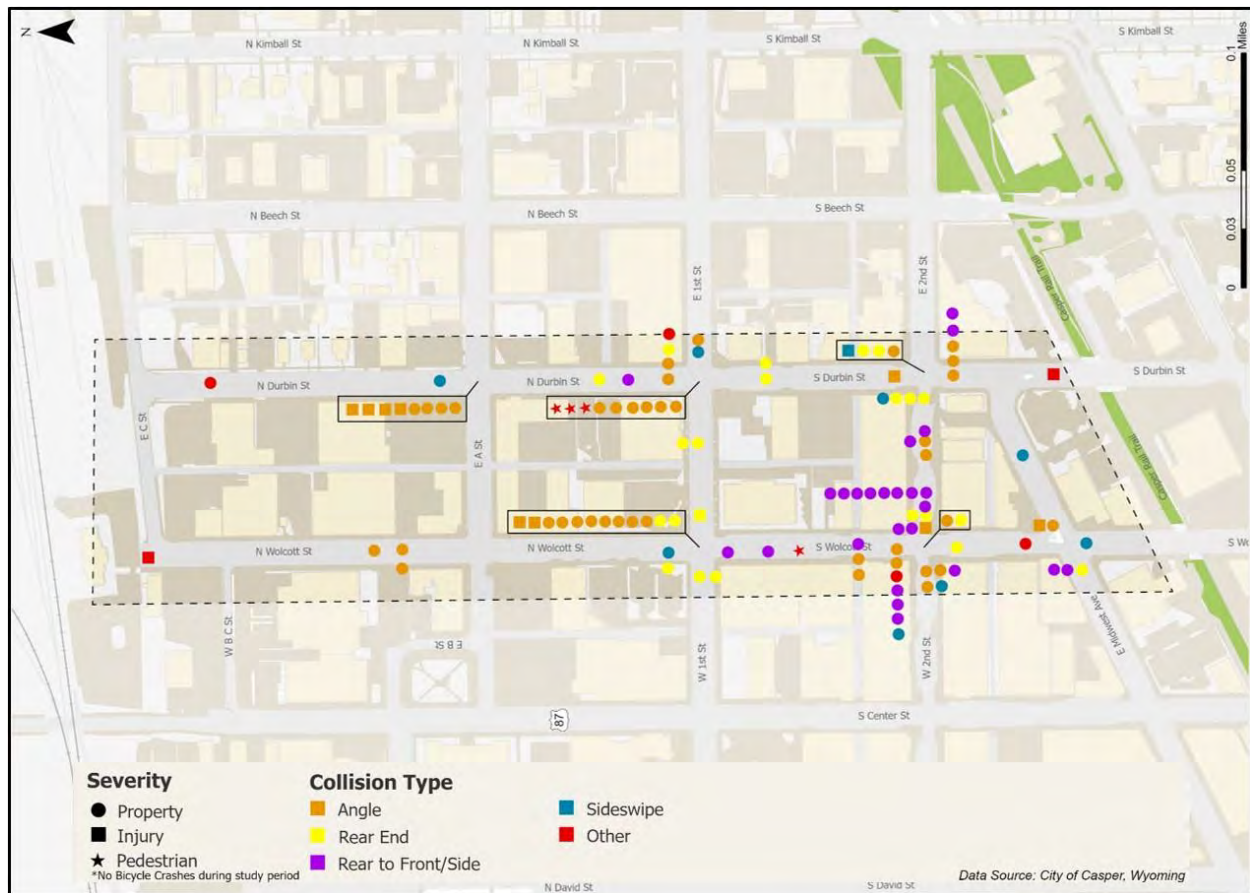 N
N Kimball St
N Kimball St
S Kimball St
S Kimball St
0.1
Miles
0.05
0.03
0
N Beech St
N Beech St
S Beech St
E 1st St
E 2nd St
Casper Rail Trail
N Durbin St
N Durbin St
S Durbin St
S Durbin St
E C St
E A St
Casper Rail Trail
N Wolcott St
N Wolcott St
S Wolcott St
S Wo
W B C St
E B St
W 1st St
W 2nd St
E Midwest Ave
87
S Center St
Severity
Property
Injury
Pedestrian
*No Bicycle Crashes during study period
Collision Type
Angle
Rear End
Rear to Front/Side
Sideswipe
Other
Data Source: City of Casper, Wyoming
N David St
S David St